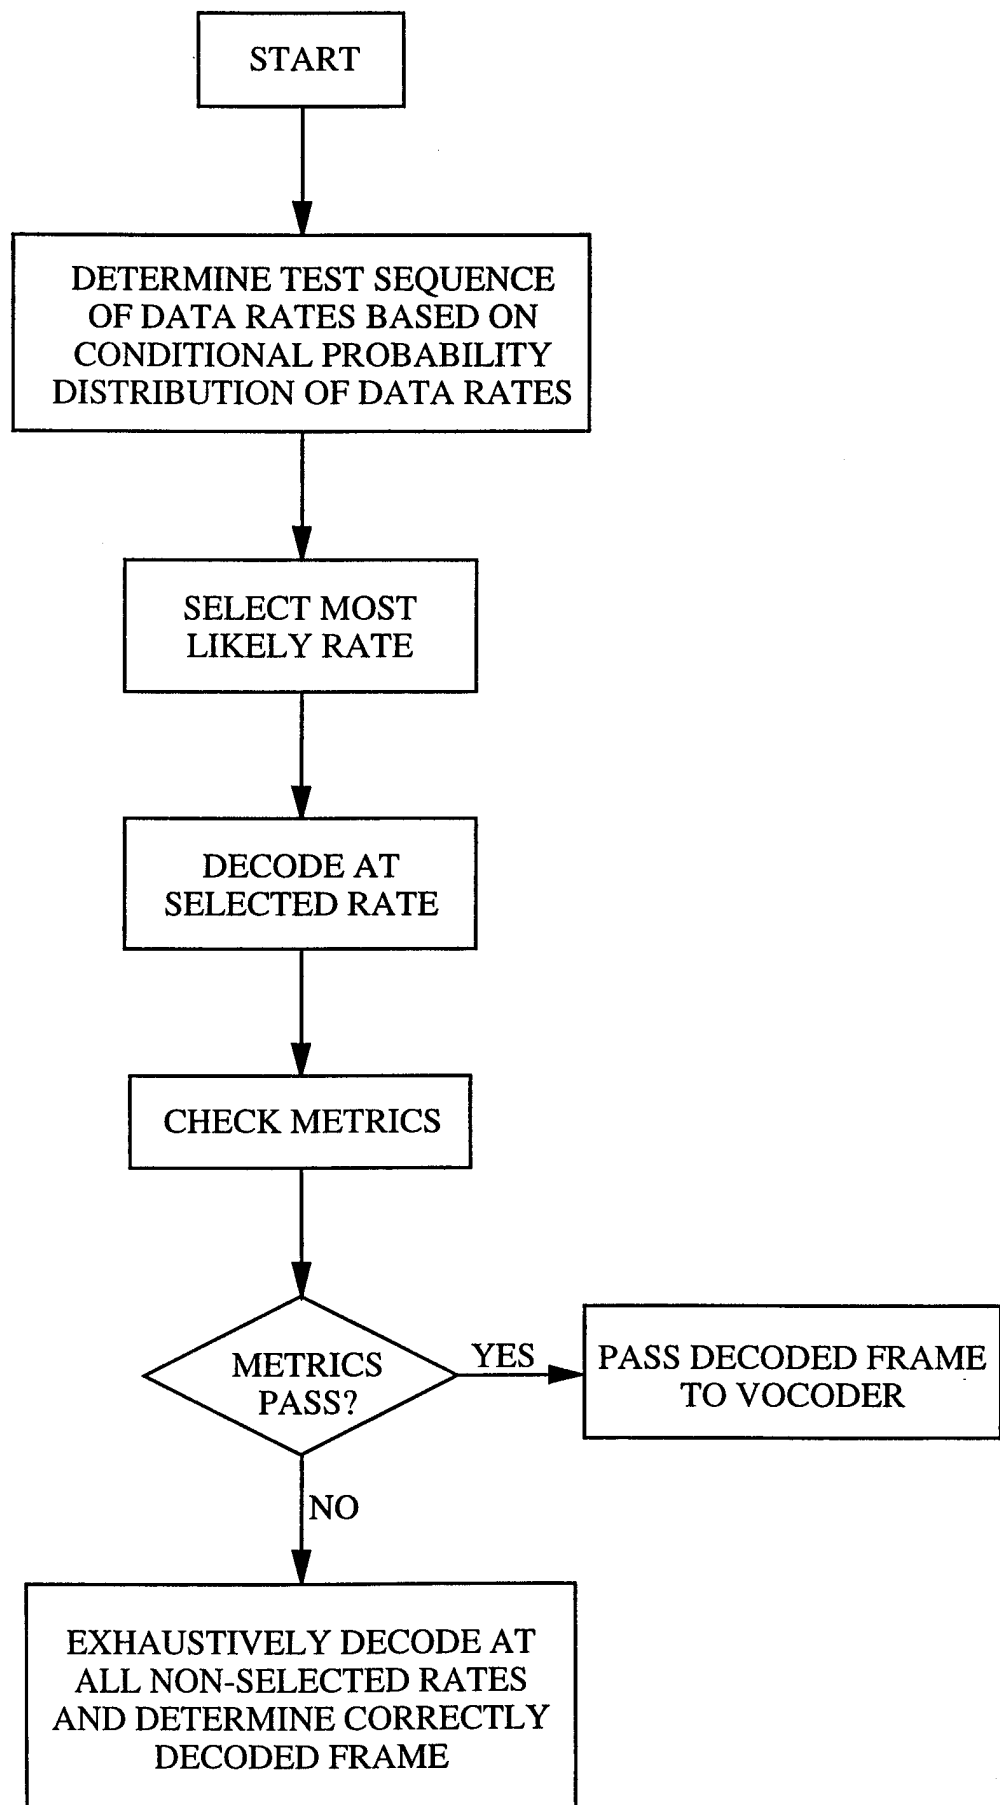 START
DETERMINE TEST SEQUENCE
OF DATA RATES BASED ON
CONDITIONAL PROBABILITY
DISTRIBUTION OF DATA RATES
SELECT MOST
LIKELY RATE
DECODE AT
SELECTED RATE
CHECK METRICS
METRICS
PASS?
YES
PASS DECODED FRAME
TO VOCODER
NO
EXHAUSTIVELY DECODE AT
ALL NON-SELECTED RATES
AND DETERMINE CORRECTLY
DECODED FRAME